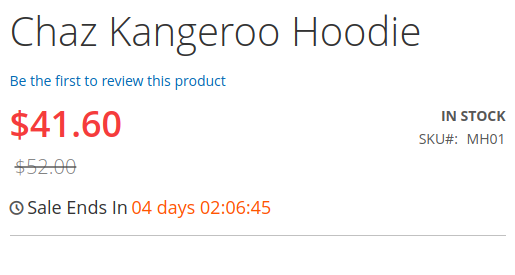 Chaz Kangeroo Hoodie
Be the first to review this product
$41.60
IN STOCK
SKU#: MH01
$52.00
Sale Ends In 04 days 02:06:45